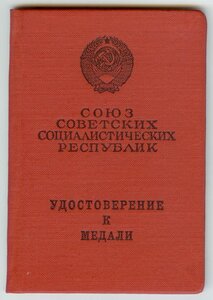 СОЮЗ
СОВЕТСКИХ
СОЦИАЛИСТИЧЕСКИХ
РЕСПУБЛИК
УДОСТОВЕРЕНИЕ
К
МЕДАЛИ